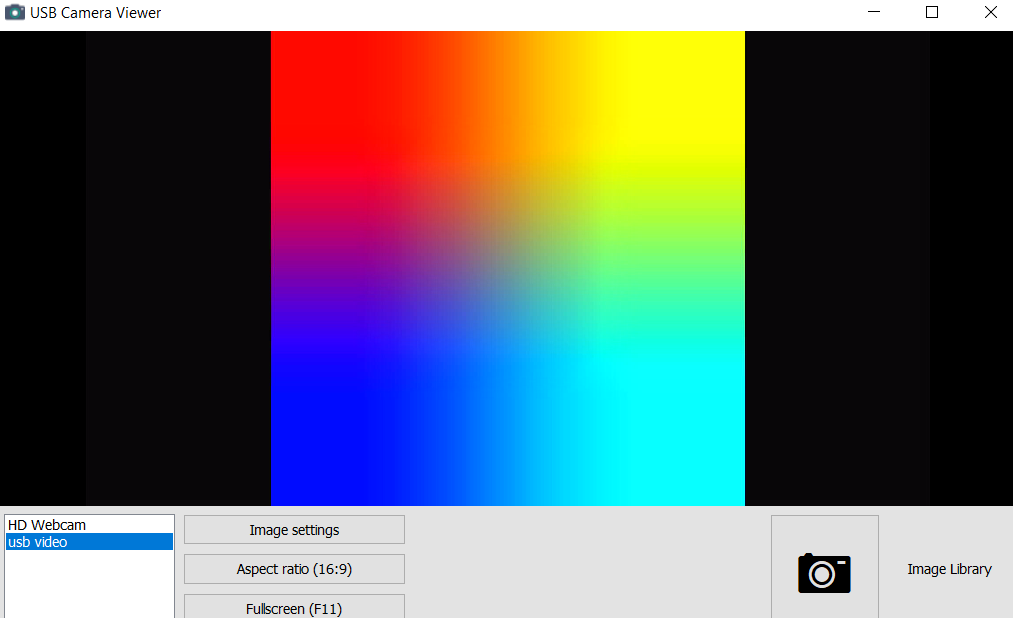 USB Camera Viewer
HD Webcam
usb video
Image settings
Aspect ratio (16:9)
Fullscreen (F11)
Image Library